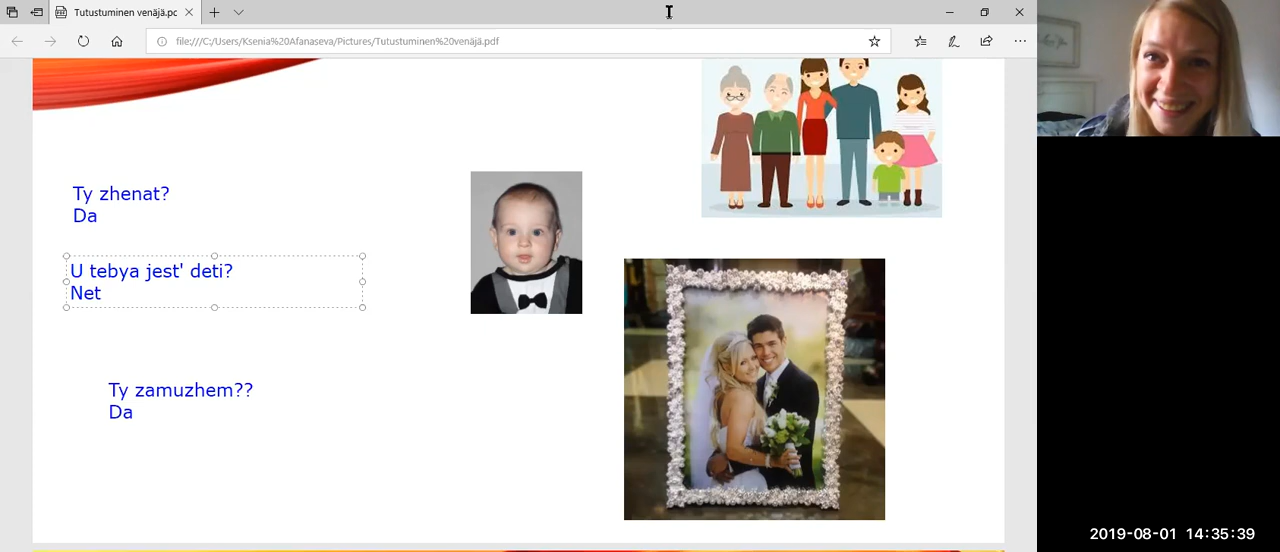 Tutustuminen venäja.pc
file:///C:/Users/Ksenia%20Afanaseva/Pictures/Tutustuminen%20venäjä.pdf
Ty zhenat?
Da
U tebya jest' deti?
Net
Ty zamuzhem??
Da
2019-08-01 14:35:39